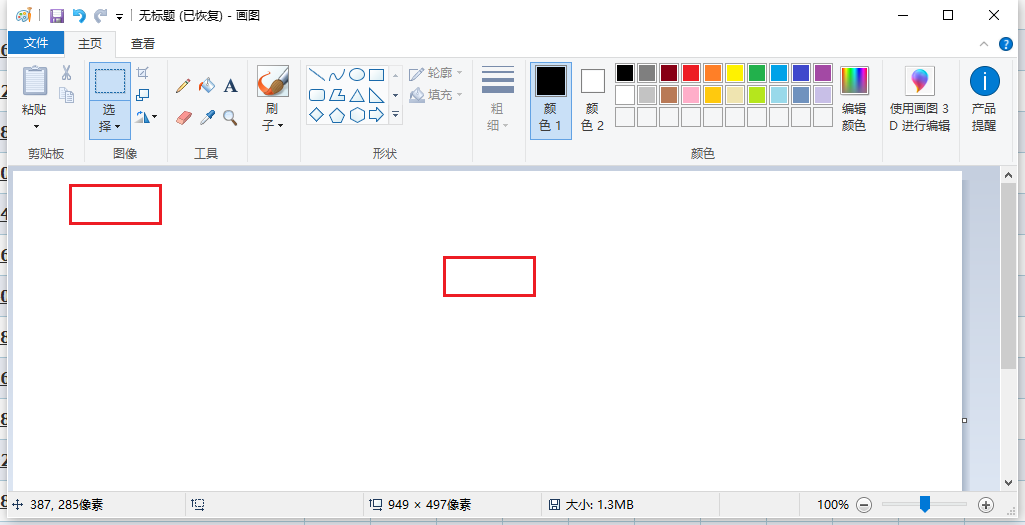 无标题 (已恢复) - 画图
文件 主页 查看
粘贴
选择
刷子
轮廓
填充
粗细
颜色 1
颜色 2
编辑颜色
使用画图 3D 进行编辑
产品提醒
剪贴板 图像 工具 形状 颜色
387, 285像素 949 × 497像素 大小: 1.3MB 100%